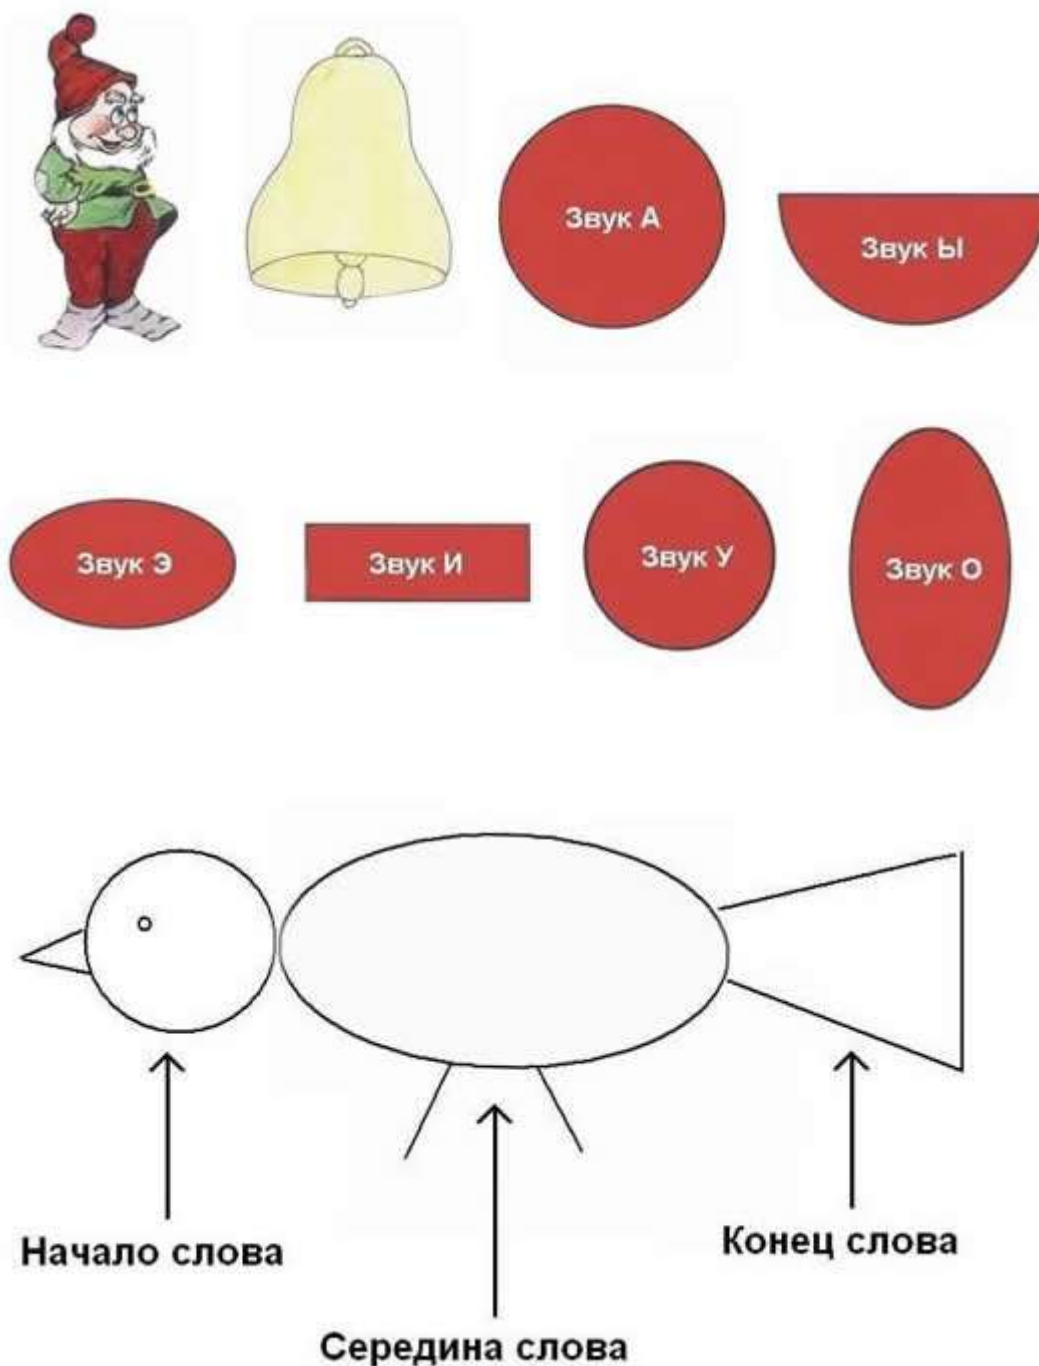 Звук А
Звук Ы
Звук Э
Звук И
Звук У
Звук О
Начало слова
Середина слова
Конец слова